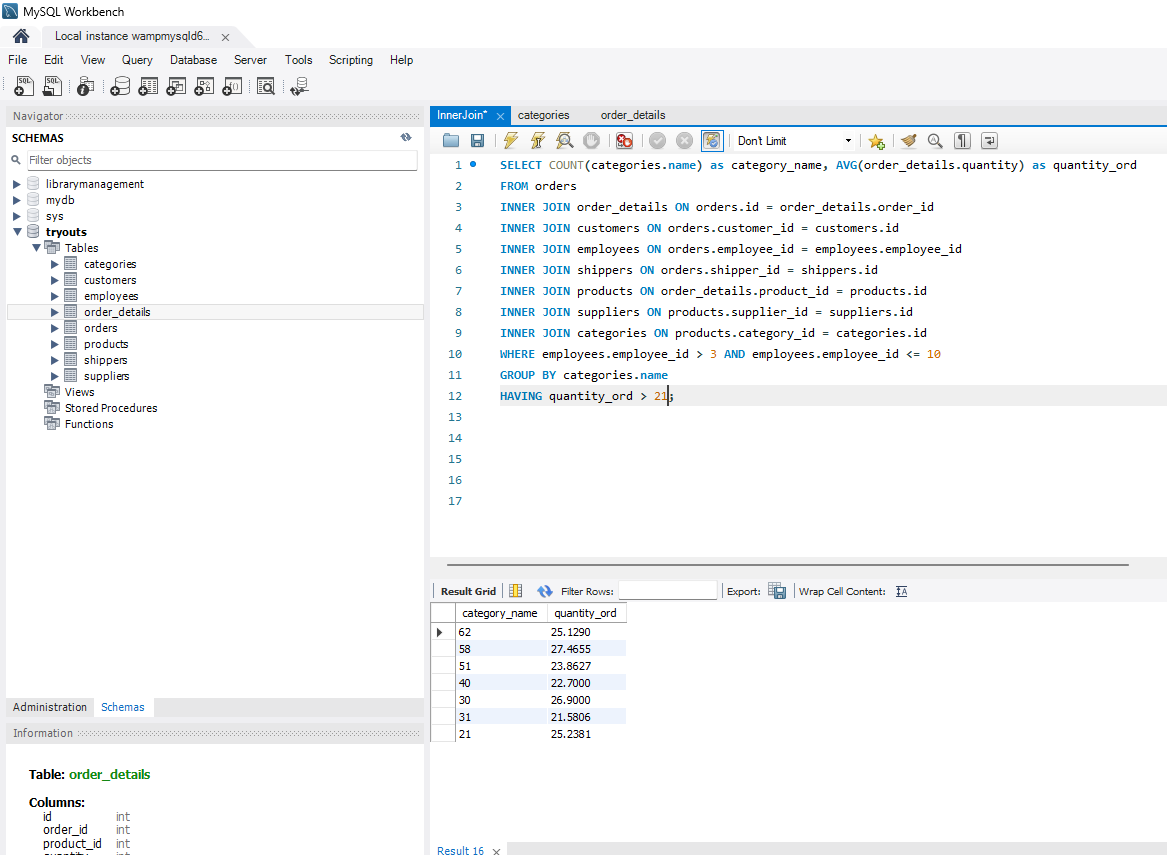 MySQL Workbench
Local instance wampmysqld6...
File Edit View Query Database Server Tools Scripting Help
Navigator
SCHEMAS
Filter objects
librarymanagement
mydb
sys
tryouts
Tables
categories
customers
employees
order_details
orders
products
shippers
suppliers
Views
Stored Procedures
Functions
Administration Schemas
Information
Table: order_details
Columns:
id int
order_id int
product_id int
InnerJoin* categories order_details
Don't Limit
1 SELECT COUNT(categories.name) as category_name, AVG(order_details.quantity) as quantity_ord
2 FROM orders
3 INNER JOIN order_details ON orders.id = order_details.order_id
4 INNER JOIN customers ON orders.customer_id = customers.id
5 INNER JOIN employees ON orders.employee_id = employees.employee_id
6 INNER JOIN shippers ON orders.shipper_id = shippers.id
7 INNER JOIN products ON order_details.product_id = products.id
8 INNER JOIN suppliers ON products.supplier_id = suppliers.id
9 INNER JOIN categories ON products.category_id = categories.id
10 WHERE employees.employee_id > 3 AND employees.employee_id <= 10
11 GROUP BY categories.name
12 HAVING quantity_ord > 21;
13
14
15
16
17
Result Grid Filter Rows: Export: Wrap Cell Content: IA
category_name quantity_ord
62 25.1290
58 27.4655
51 23.8627
40 22.7000
30 26.9000
31 21.5806
21 25.2381
Result 16